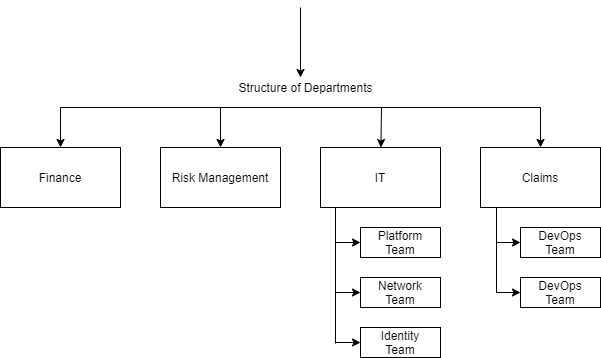 Structure of Departments
Finance
Risk Management
IT
Claims
Platform
Team
Network
Team
Identity
Team
DevOps
Team
DevOps
Team